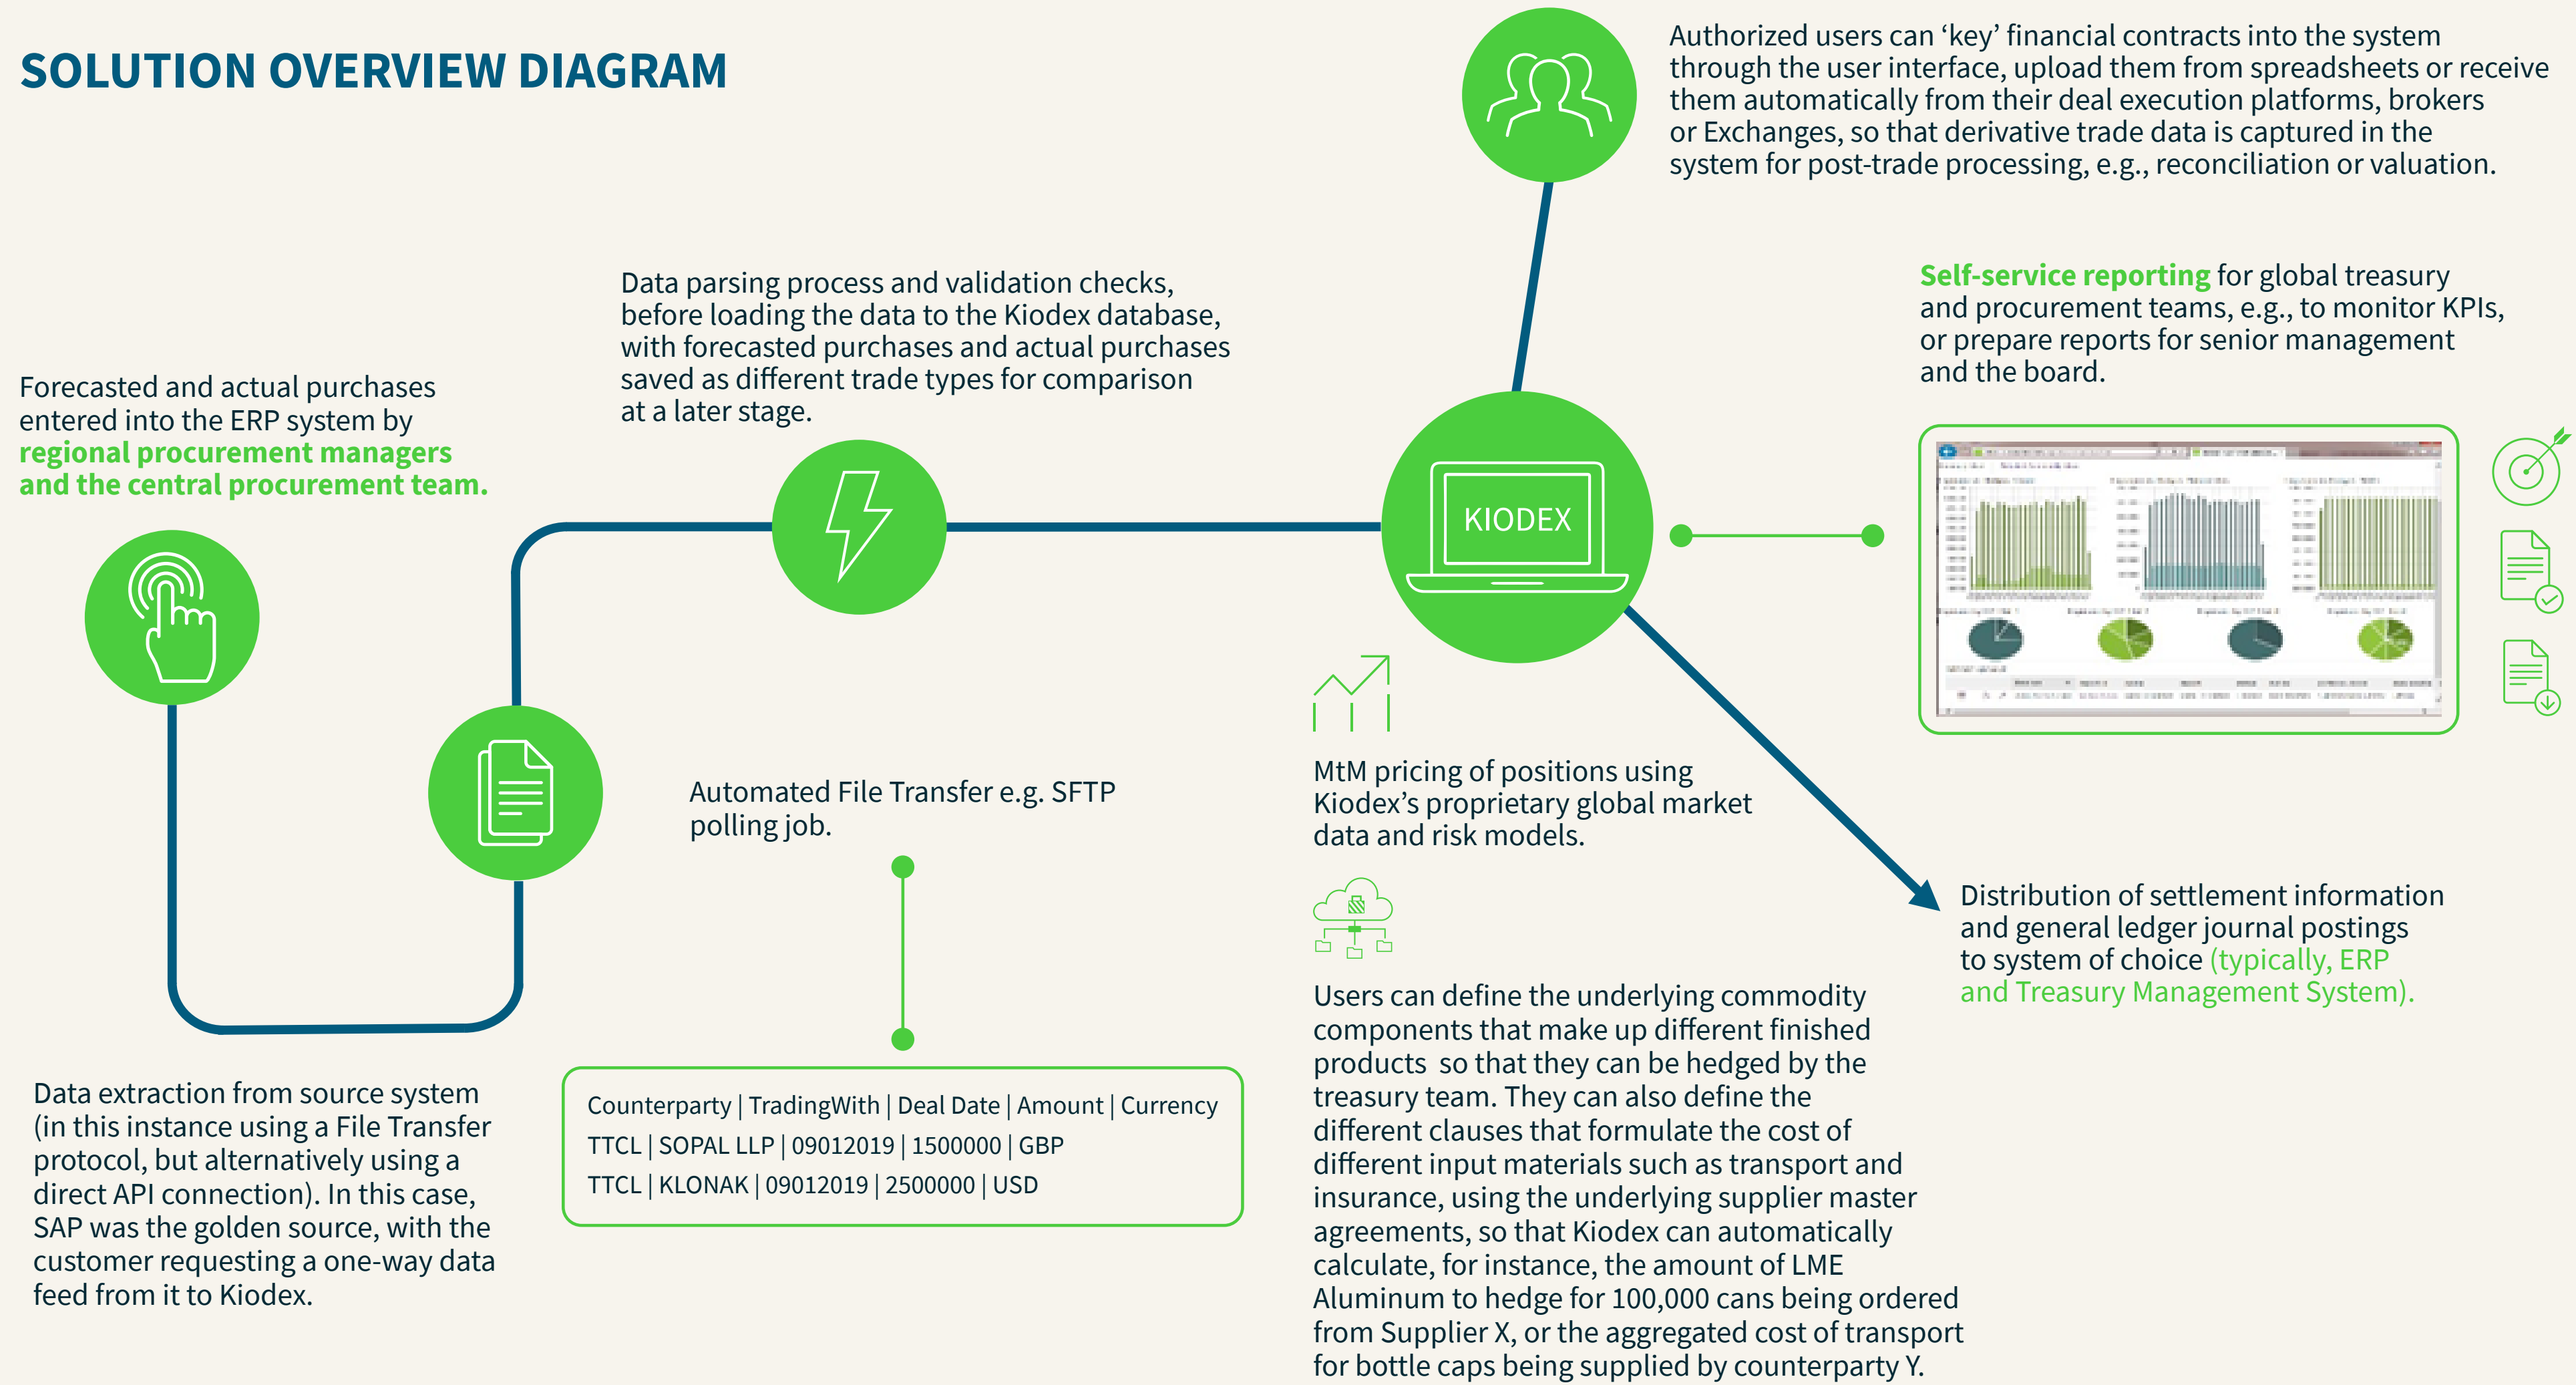 SOLUTION OVERVIEW DIAGRAM
Authorized users can ‘key’ financial contracts into the system
through the user interface, upload them from spreadsheets or receive
them automatically from their deal execution platforms, brokers
or Exchanges, so that derivative trade data is captured in the
system for post-trade processing, e.g., reconciliation or valuation.
Forecasted and actual purchases
entered into the ERP system by
regional procurement managers
and the central procurement team.
Data extraction from source system
(in this instance using a File Transfer
protocol, but alternatively using a
direct API connection). In this case,
SAP was the golden source, with the
customer requesting a one-way data
feed from it to Kiodex.
Automated File Transfer e.g. SFTP
polling job.
Counterparty | TradingWith | Deal Date | Amount | Currency
TTCL | SOPAL LLP | 09012019 | 1500000 | GBP
TTCL | KLONAK | 09012019 | 2500000 | USD
Data parsing process and validation checks,
before loading the data to the Kiodex database,
with forecasted purchases and actual purchases
saved as different trade types for comparison
at a later stage.
KIODEX
MtM pricing of positions using
Kiodex’s proprietary global market
data and risk models.
Users can define the underlying commodity
components that make up different finished
products  so that they can be hedged by the
treasury team. They can also define the
different clauses that formulate the cost of
different input materials such as transport and
insurance, using the underlying supplier master
agreements, so that Kiodex can automatically
calculate, for instance, the amount of LME
Aluminum to hedge for 100,000 cans being ordered
from Supplier X, or the aggregated cost of transport
for bottle caps being supplied by counterparty Y.
Self-service reporting for global treasury
and procurement teams, e.g., to monitor KPIs,
or prepare reports for senior management
and the board.
Distribution of settlement information
and general ledger journal postings
to system of choice (typically, ERP
and Treasury Management System).